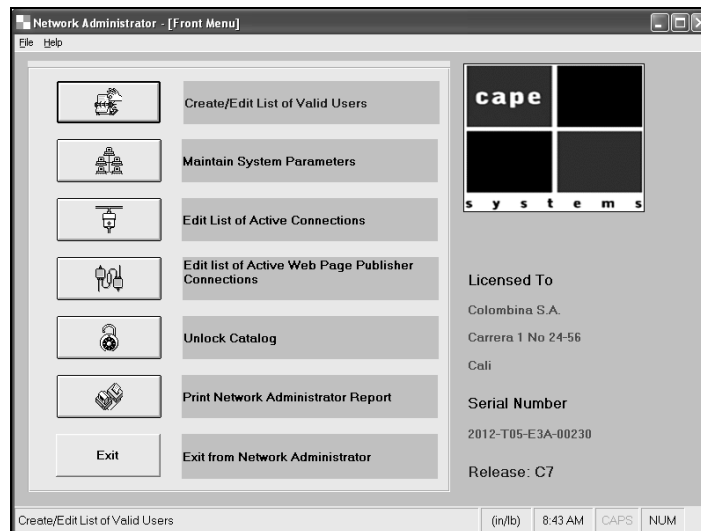 Network Administrator - [Front Menu]
File Help
Create/Edit List of Valid Users
Maintain System Parameters
Edit List of Active Connections
Edit list of Active Web Page Publisher
Connections
Unlock Catalog
Print Network Administrator Report
Exit
Exit from Network Administrator
cape
systems
Licensed To
Colombina S.A.
Carrera 1 No 24-56
Cali
Serial Number
2012-T05-E3A-00230
Release: C7
Create/Edit List of Valid Users
(in/lb) 8:43 AM CAPS NUM